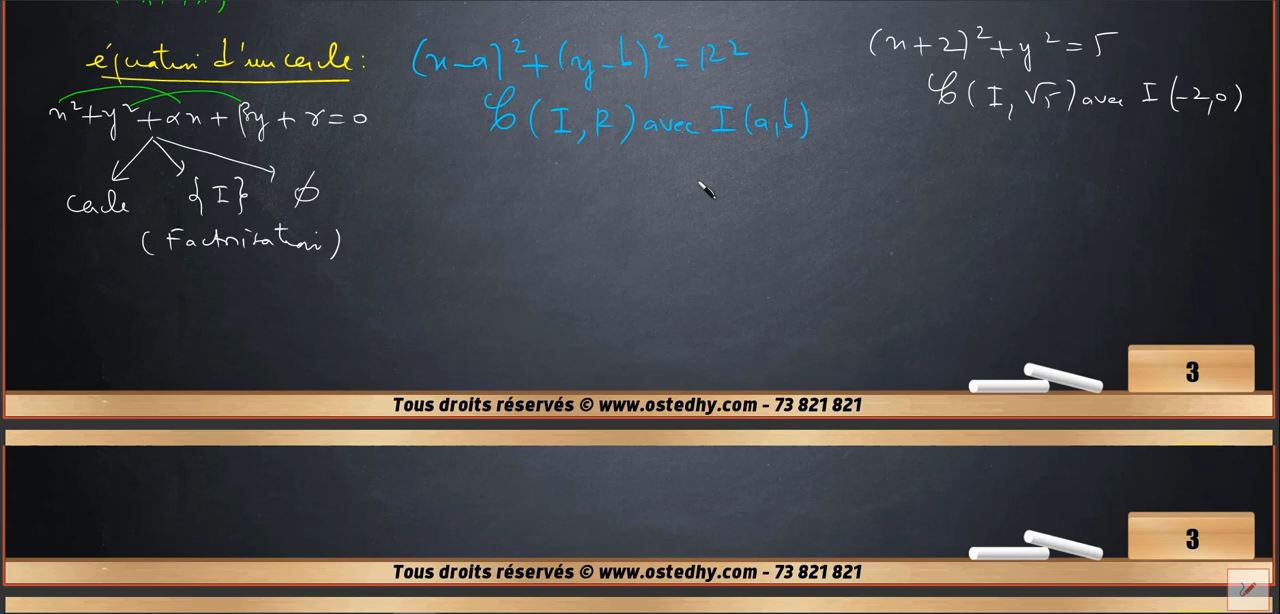 équation d'un cercle :
x² + y² + αx + βy + γ = 0
cercle {I} ∅
(Factorisation)
(x – a)² + (y – b)² = R²
𝒞(I, R) avec I(a, b)
(x + 2)² + y² = 5
𝒞(I, √5) avec I(-2, 0)
3
Tous droits réservés © www.ostedhy.com - 73 821 821
3
Tous droits réservés © www.ostedhy.com - 73 821 821